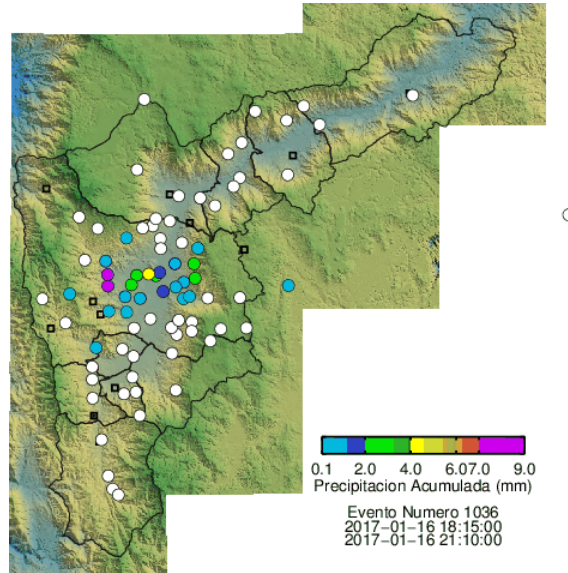 0.1 2.0 4.0 6.07.0 9.0
Precipitacion Acumulada (mm)
Evento Numero 1036
2017-01-16 18:15:00
2017-01-16 21:10:00